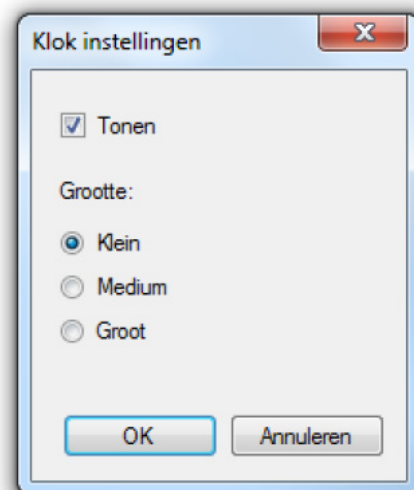 Klok instellingen
Tonen
Grootte:
Klein
Medium
Groot
OK Annuleren